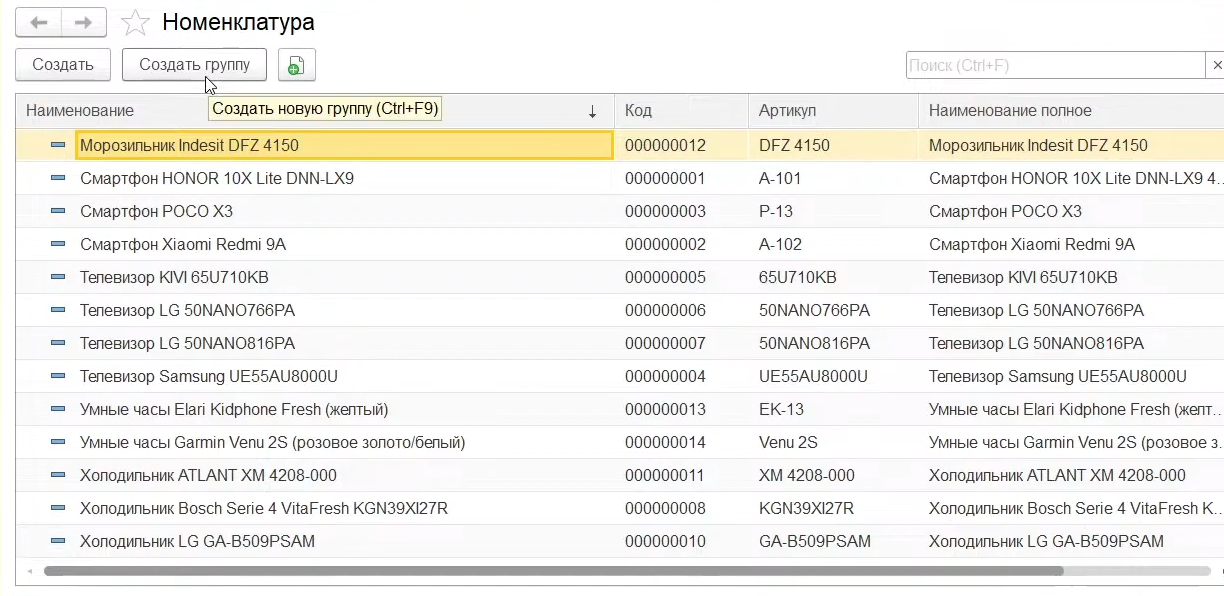 Номенклатура
Создать Создать группу Поиск (Ctrl+F) ×
Создать новую группу (Ctrl+F9)
Наименование ↓ Код Артикул Наименование полное
Морозильник Indesit DFZ 4150 000000012 DFZ 4150 Морозильник Indesit DFZ 4150
Смартфон HONOR 10X Lite DNN-LX9 000000001 А-101 Смартфон HONOR 10X Lite DNN-LX9 4...
Смартфон POCO X3 000000003 P-13 Смартфон POCO X3
Смартфон Xiaomi Redmi 9A 000000002 А-102 Смартфон Xiaomi Redmi 9A
Телевизор KIVI 65U710KB 000000005 65U710KB Телевизор KIVI 65U710KB
Телевизор LG 50NANO766PA 000000006 50NANO766PA Телевизор LG 50NANO766PA
Телевизор LG 50NANO816PA 000000007 50NANO816PA Телевизор LG 50NANO816PA
Телевизор Samsung UE55AU8000U 000000004 UE55AU8000U Телевизор Samsung UE55AU8000U
Умные часы Elari Kidphone Fresh (желтый) 000000013 EK-13 Умные часы Elari Kidphone Fresh (желт...
Умные часы Garmin Venu 2S (розовое золото/белый) 000000014 Venu 2S Умные часы Garmin Venu 2S (розовое з...
Холодильник ATLANT ХМ 4208-000 000000011 ХМ 4208-000 Холодильник ATLANT ХМ 4208-000
Холодильник Bosch Serie 4 VitaFresh KGN39XI27R 000000008 KGN39XI27R Холодильник Bosch Serie 4 VitaFresh K...
Холодильник LG GA-B509PSAM 000000010 GA-B509PSAM Холодильник LG GA-B509PSAM